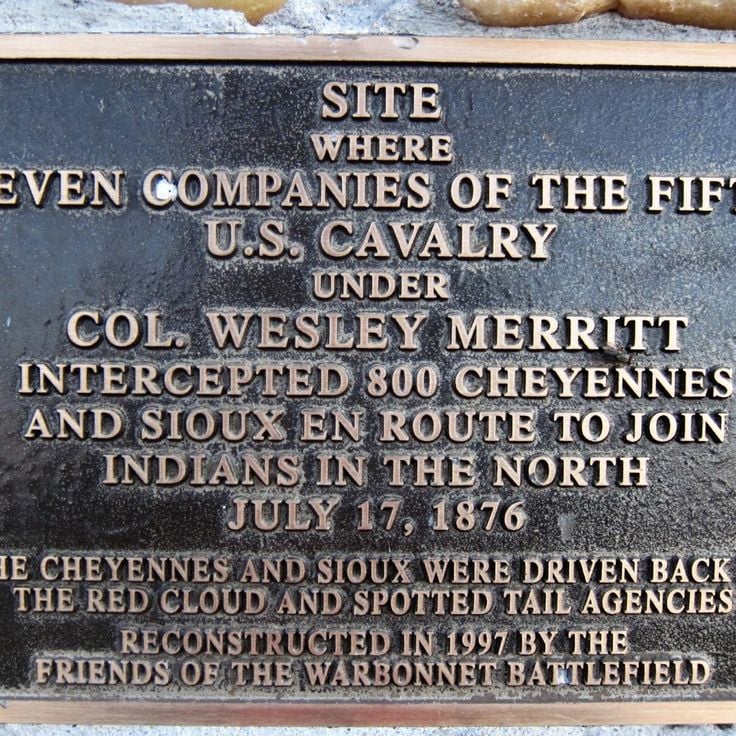 SITE
WHERE
EVEN COMPANIES OF THE FIFT
U.S. CAVALRY
UNDER
COL. WESLEY MERRITT
INTERCEPTED 800 CHEYENNES
AND SIOUX EN ROUTE TO JOIN
INDIANS IN THE NORTH
JULY 17, 1876
HE CHEYENNES AND SIOUX WERE DRIVEN BACK
THE RED CLOUD AND SPOTTED TAIL AGENCIES
RECONSTRUCTED IN 1997 BY THE
FRIENDS OF THE WARBONNET BATTLEFIELD